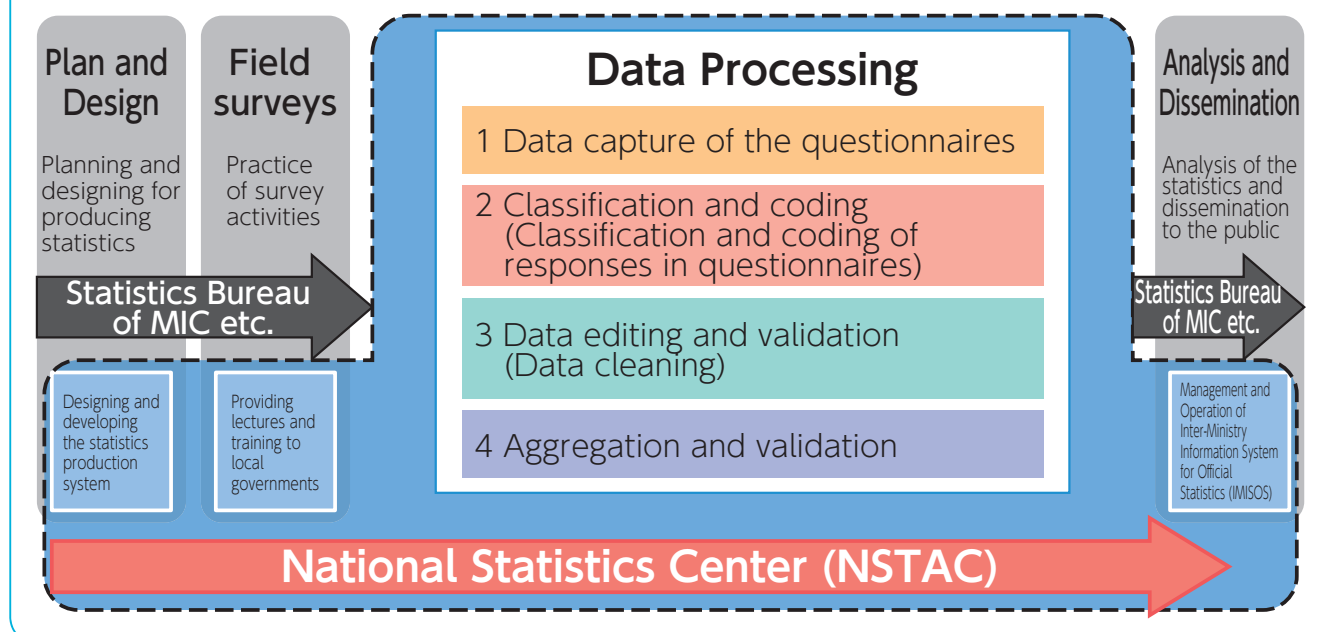 Plan and
Design
Planning and
designing for
producing
statistics
Field
surveys
Practice
of survey
activities
Statistics Bureau
of MIC etc.
Designing and
developing
the statistics
production
system
Providing
lectures and
training to
local
governments
Data Processing
1 Data capture of the questionnaires
2 Classification and coding
(Classification and coding of
responses in questionnaires)
3 Data editing and validation
(Data cleaning)
4 Aggregation and validation
Analysis and
Dissemination
Analysis of the
statistics and
dissemination
to the public
Statistics Bureau
of MIC etc.
Management and
Operation of
Inter-Ministry
Information System
for Official
Statistics (IMISOS)
National Statistics Center (NSTAC)